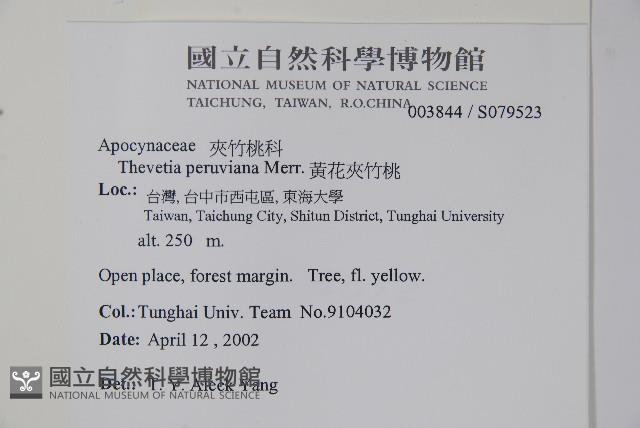 國立自然科學博物館
NATIONAL MUSEUM OF NATURAL SCIENCE
TAICHUNG, TAIWAN, R.O.CHINA
003844 / S079523
Apocynaceae 夾竹桃科
Thevetia peruviana Merr. 黃花夾竹桃
Loc.: 台灣, 台中市西屯區, 東海大學
Taiwan, Taichung City, Shitun District, Tunghai University
alt. 250 m.
Open place, forest margin. Tree, fl. yellow.
Col.: Tunghai Univ. Team No.9104032
Date: April 12 , 2002
Det.: T. Y. Aleck Yang
國立自然科學博物館
NATIONAL MUSEUM OF NATURAL SCIENCE